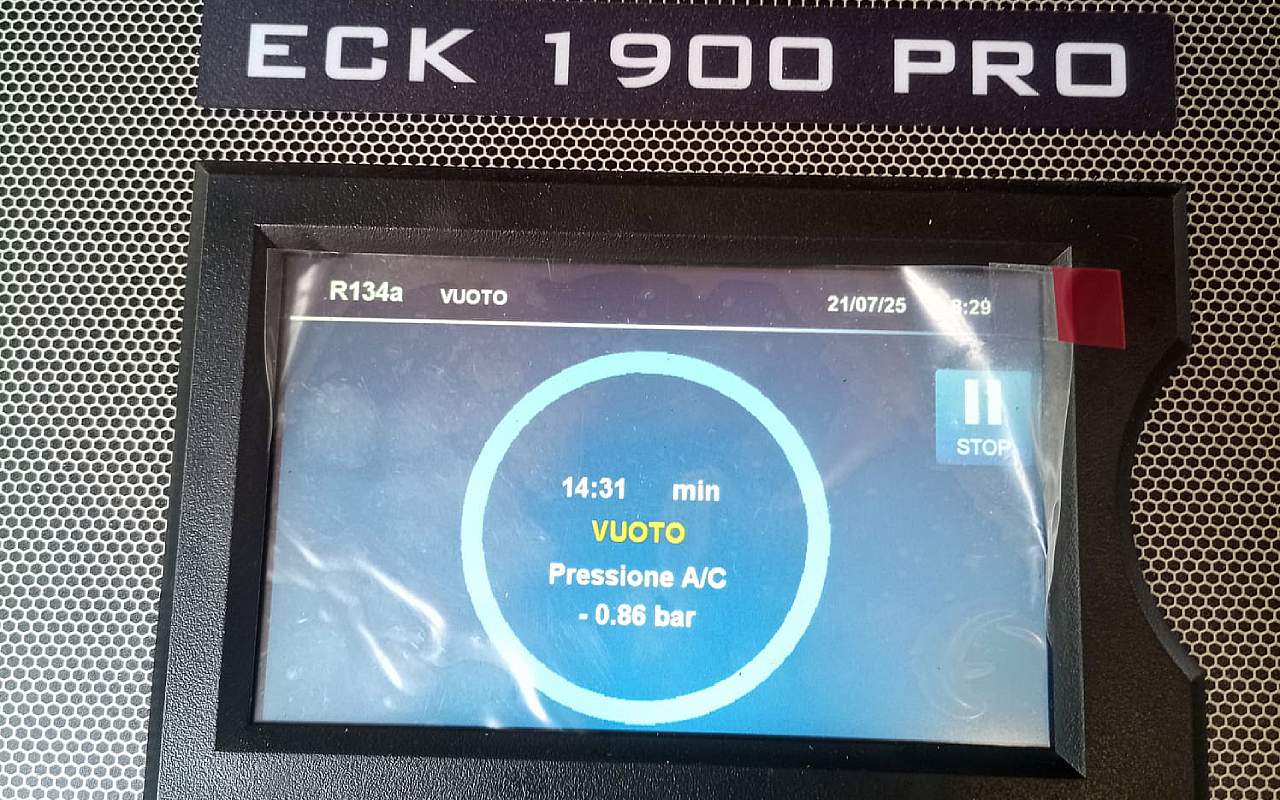 ECK 1900 PRO
R134a VUOTO 21/07/25
STOP
14:31 min
VUOTO
Pressione A/C
- 0.86 bar